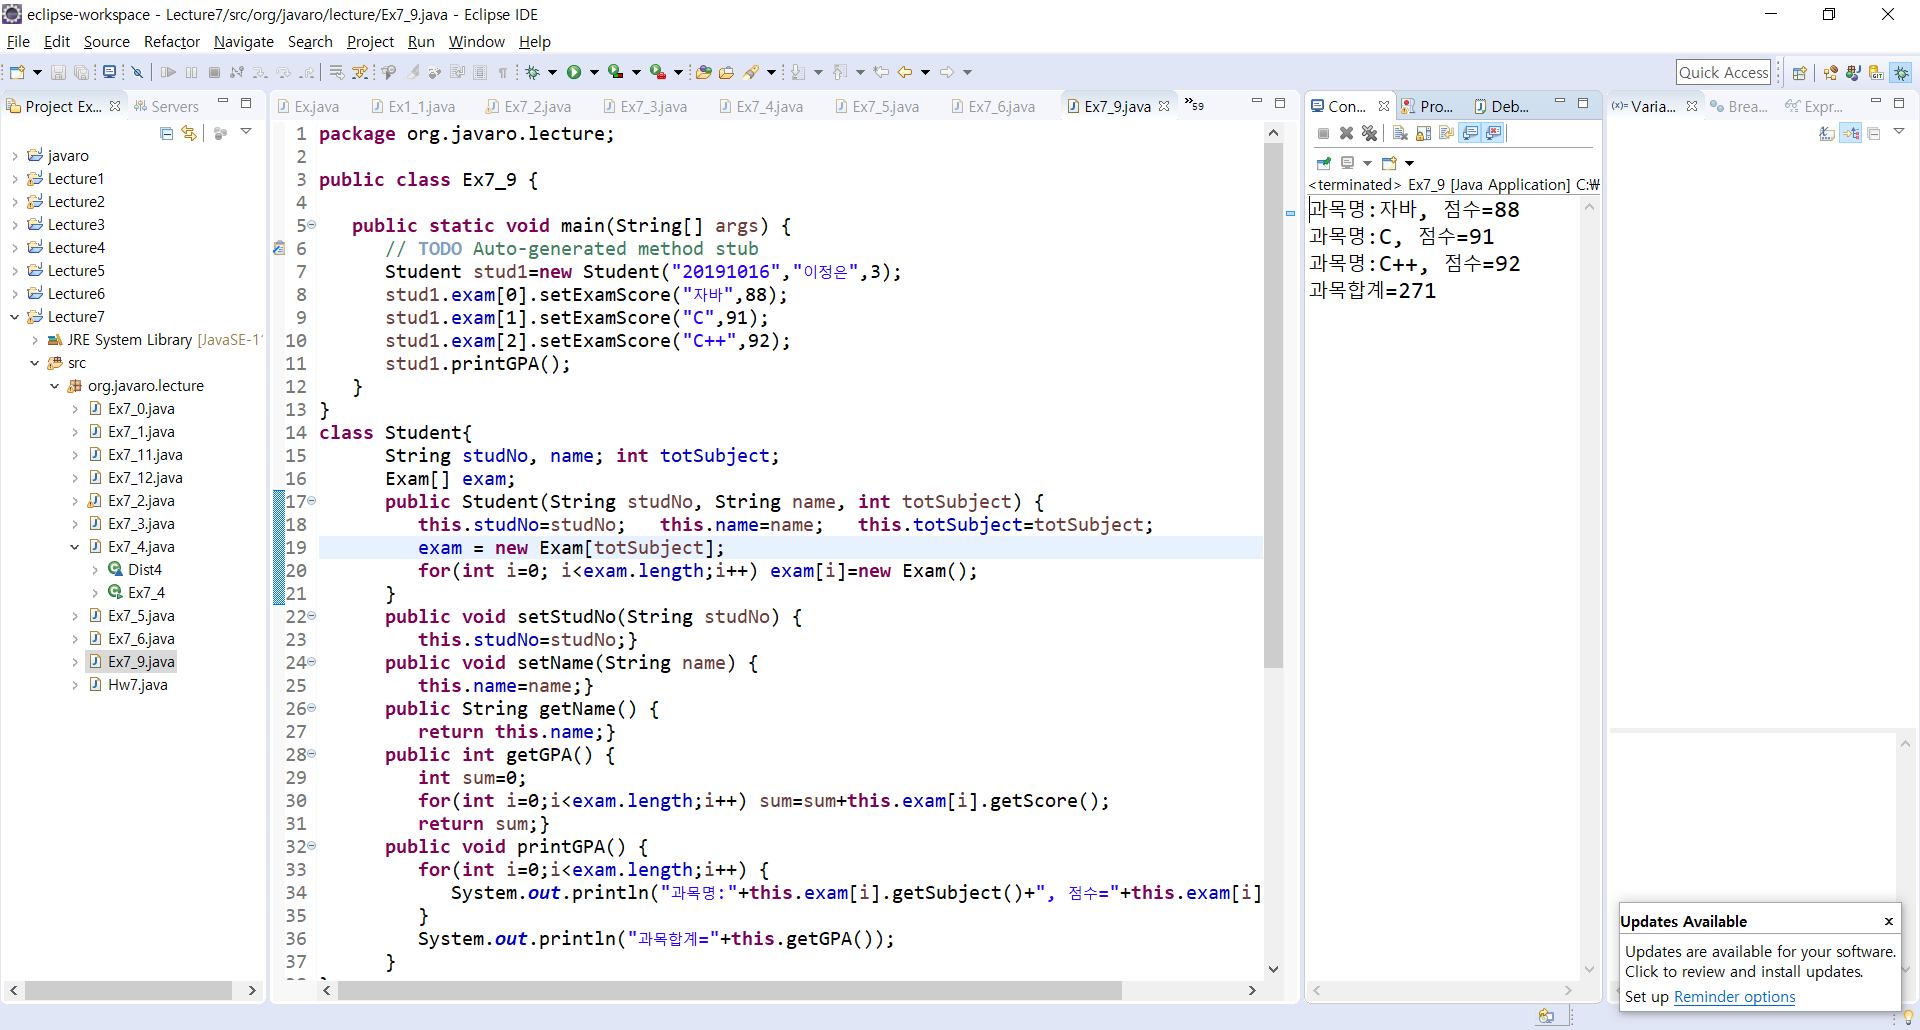 eclipse-workspace - Lecture7/src/org/javaro/lecture/Ex7_9.java - Eclipse IDE
File Edit Source Refactor Navigate Search Project Run Window Help
Quick Access
Project Ex... Servers
javaro
Lecture1
Lecture2
Lecture3
Lecture4
Lecture5
Lecture6
Lecture7
JRE System Library [JavaSE-1
src
org.javaro.lecture
Ex7_0.java
Ex7_1.java
Ex7_11.java
Ex7_12.java
Ex7_2.java
Ex7_3.java
Ex7_4.java
Dist4
Ex7_4
Ex7_5.java
Ex7_6.java
Ex7_9.java
Hw7.java
Ex.java Ex1_1.java Ex7_2.java Ex7_3.java Ex7_4.java Ex7_5.java Ex7_6.java Ex7_9.java »59
1 package org.javaro.lecture;
2
3 public class Ex7_9 {
4
5 public static void main(String[] args) {
6 // TODO Auto-generated method stub
7 Student stud1=new Student("20191016","이정은",3);
8 stud1.exam[0].setExamScore("자바",88);
9 stud1.exam[1].setExamScore("C",91);
10 stud1.exam[2].setExamScore("C++",92);
11 stud1.printGPA();
12 }
13 }
14 class Student{
15 String studNo, name; int totSubject;
16 Exam[] exam;
17 public Student(String studNo, String name, int totSubject) {
18 this.studNo=studNo; this.name=name; this.totSubject=totSubject;
19 exam = new Exam[totSubject];
20 for(int i=0; i<exam.length;i++) exam[i]=new Exam();
21 }
22 public void setStudNo(String studNo) {
23 this.studNo=studNo;}
24 public void setName(String name) {
25 this.name=name;}
26 public String getName() {
27 return this.name;}
28 public int getGPA() {
29 int sum=0;
30 for(int i=0;i<exam.length;i++) sum=sum+this.exam[i].getScore();
31 return sum;}
32 public void printGPA() {
33 for(int i=0;i<exam.length;i++) {
34 System.out.println("과목명:"+this.exam[i].getSubject()+", 점수="+this.exam[i]
35 }
36 System.out.println("과목합계="+this.getGPA());
37 }
Con... Pro... Deb...
<terminated> Ex7_9 [Java Application] C:₩
과목명:자바, 점수=88
과목명:C, 점수=91
과목명:C++, 점수=92
과목합계=271
(x)= Varia... Brea... Expr...
Updates Available x
Updates are available for your software.
Click to review and install updates.
Set up Reminder options